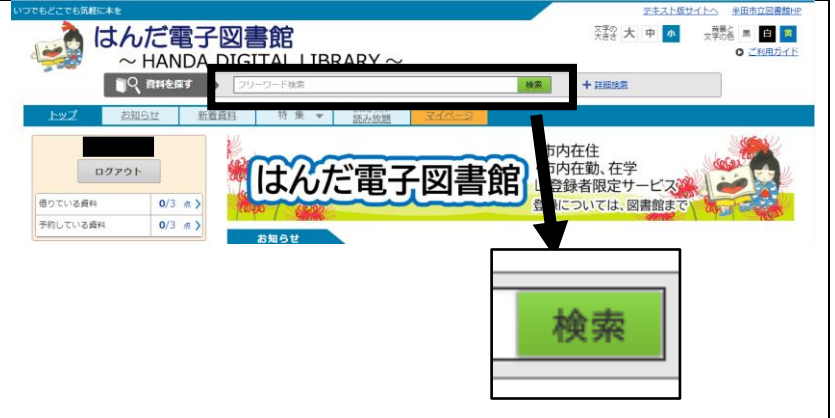 いつでもどこでも気軽に本を
テキスト版サイトへ 半田市立図書館HP
はんだ電子図書館
～ HANDA DIGITAL LIBRARY ～
文字の大きさ 大 中 小 背景と文字の色 黒 白 黄
ご利用ガイド
資料を探す フリーワード検索 検索 + 詳細検索
トップ お知らせ 新着資料 特集 ▼ 読み放題 マイページ
ログアウト
借りている資料 0/3 点
予約している資料 0/3 点
はんだ電子図書館
市内在住
市内在勤、在学
登録者限定サービス
登録については、図書館まで
お知らせ
検索